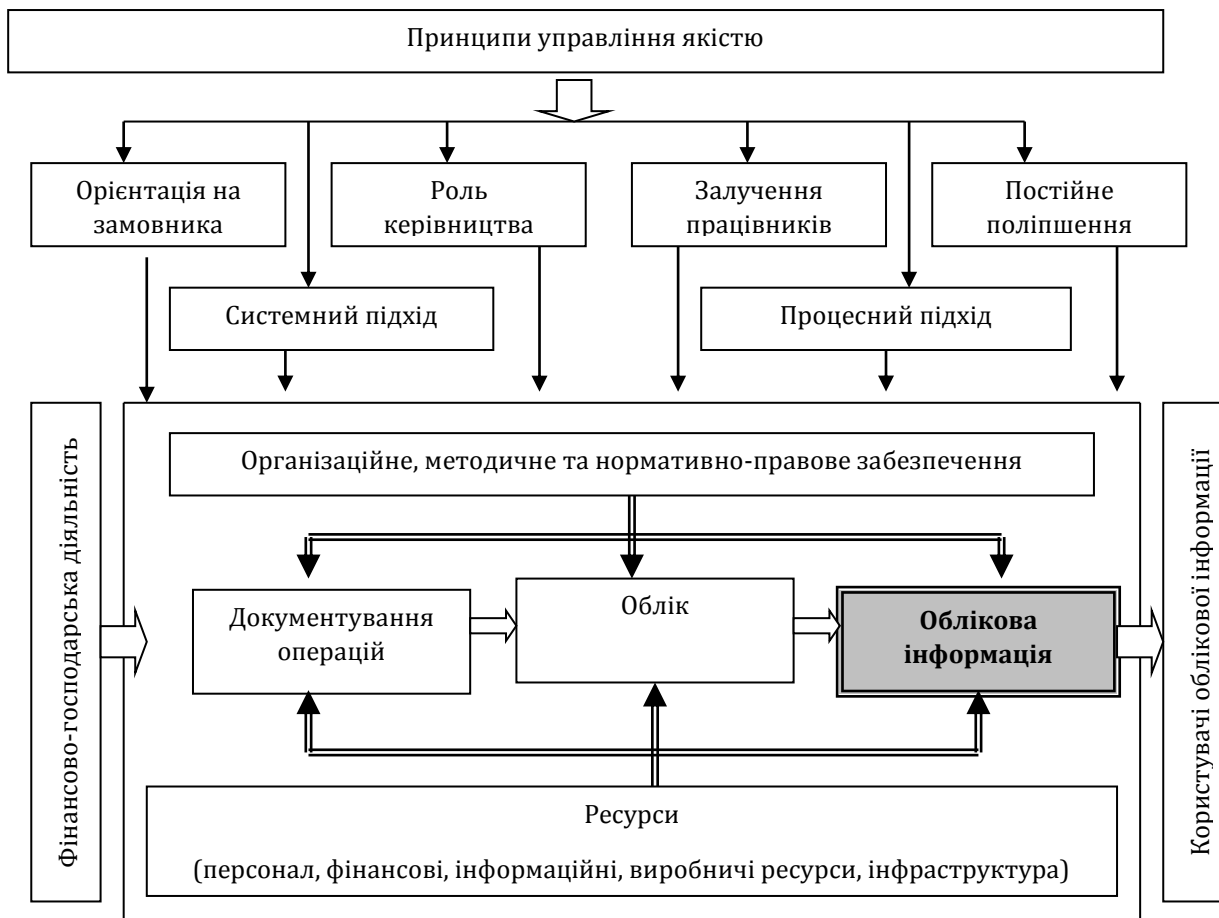 Принципи управління якістю
Орієнтація на
замовника
Роль
керівництва
Залучення
працівників
Постійне
поліпшення
Системний підхід
Процесний підхід
Фінансово-господарська діяльність
Організаційне, методичне та нормативно-правове забезпечення
Документування
операцій
Облік
Облікова
інформація
Ресурси
(персонал, фінансові, інформаційні, виробничі ресурси, інфраструктура)
Користувачі облікової інформації